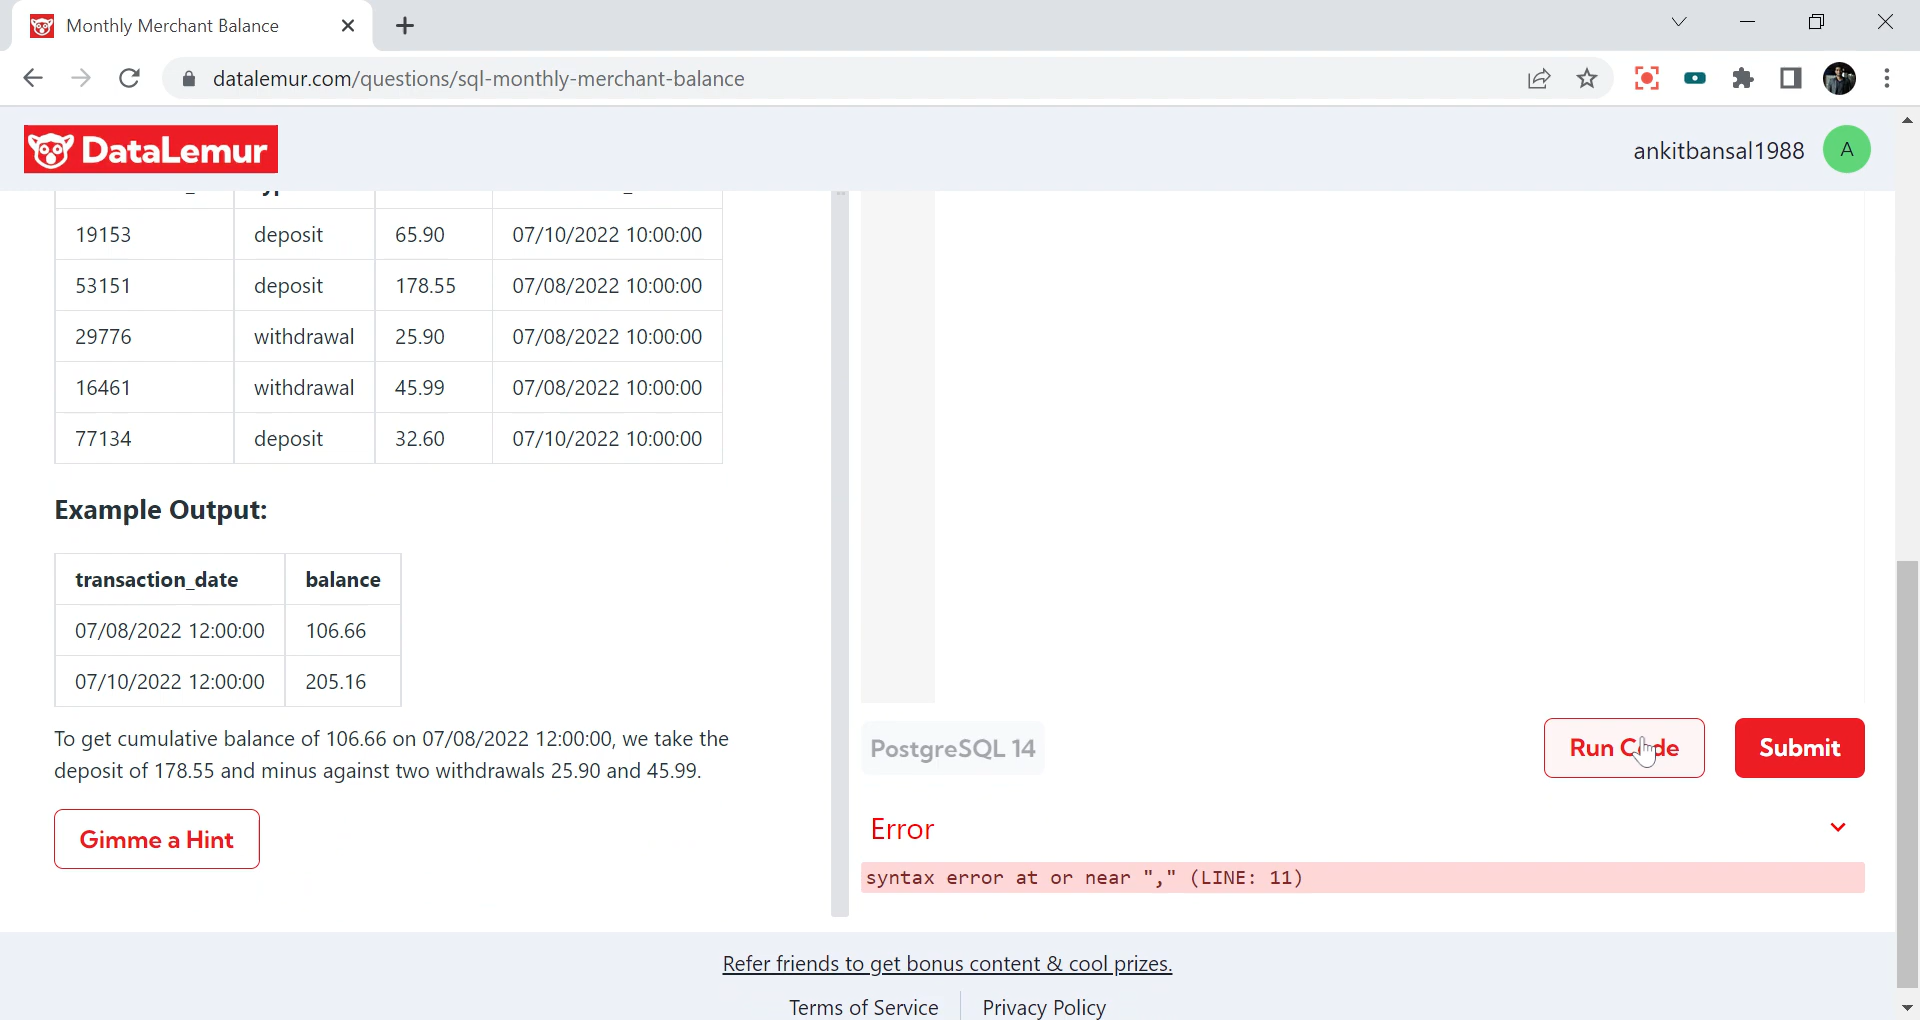 Monthly Merchant Balance
datalemur.com/questions/sql-monthly-merchant-balance
DataLemur
ankitbansal1988
A
19153 deposit 65.90 07/10/2022 10:00:00
53151 deposit 178.55 07/08/2022 10:00:00
29776 withdrawal 25.90 07/08/2022 10:00:00
16461 withdrawal 45.99 07/08/2022 10:00:00
77134 deposit 32.60 07/10/2022 10:00:00
Example Output:
transaction_date balance
07/08/2022 12:00:00 106.66
07/10/2022 12:00:00 205.16
To get cumulative balance of 106.66 on 07/08/2022 12:00:00, we take the
deposit of 178.55 and minus against two withdrawals 25.90 and 45.99.
Gimme a Hint
PostgreSQL 14
Run Code
Submit
Error
syntax error at or near "," (LINE: 11)
Refer friends to get bonus content & cool prizes.
Terms of Service
Privacy Policy